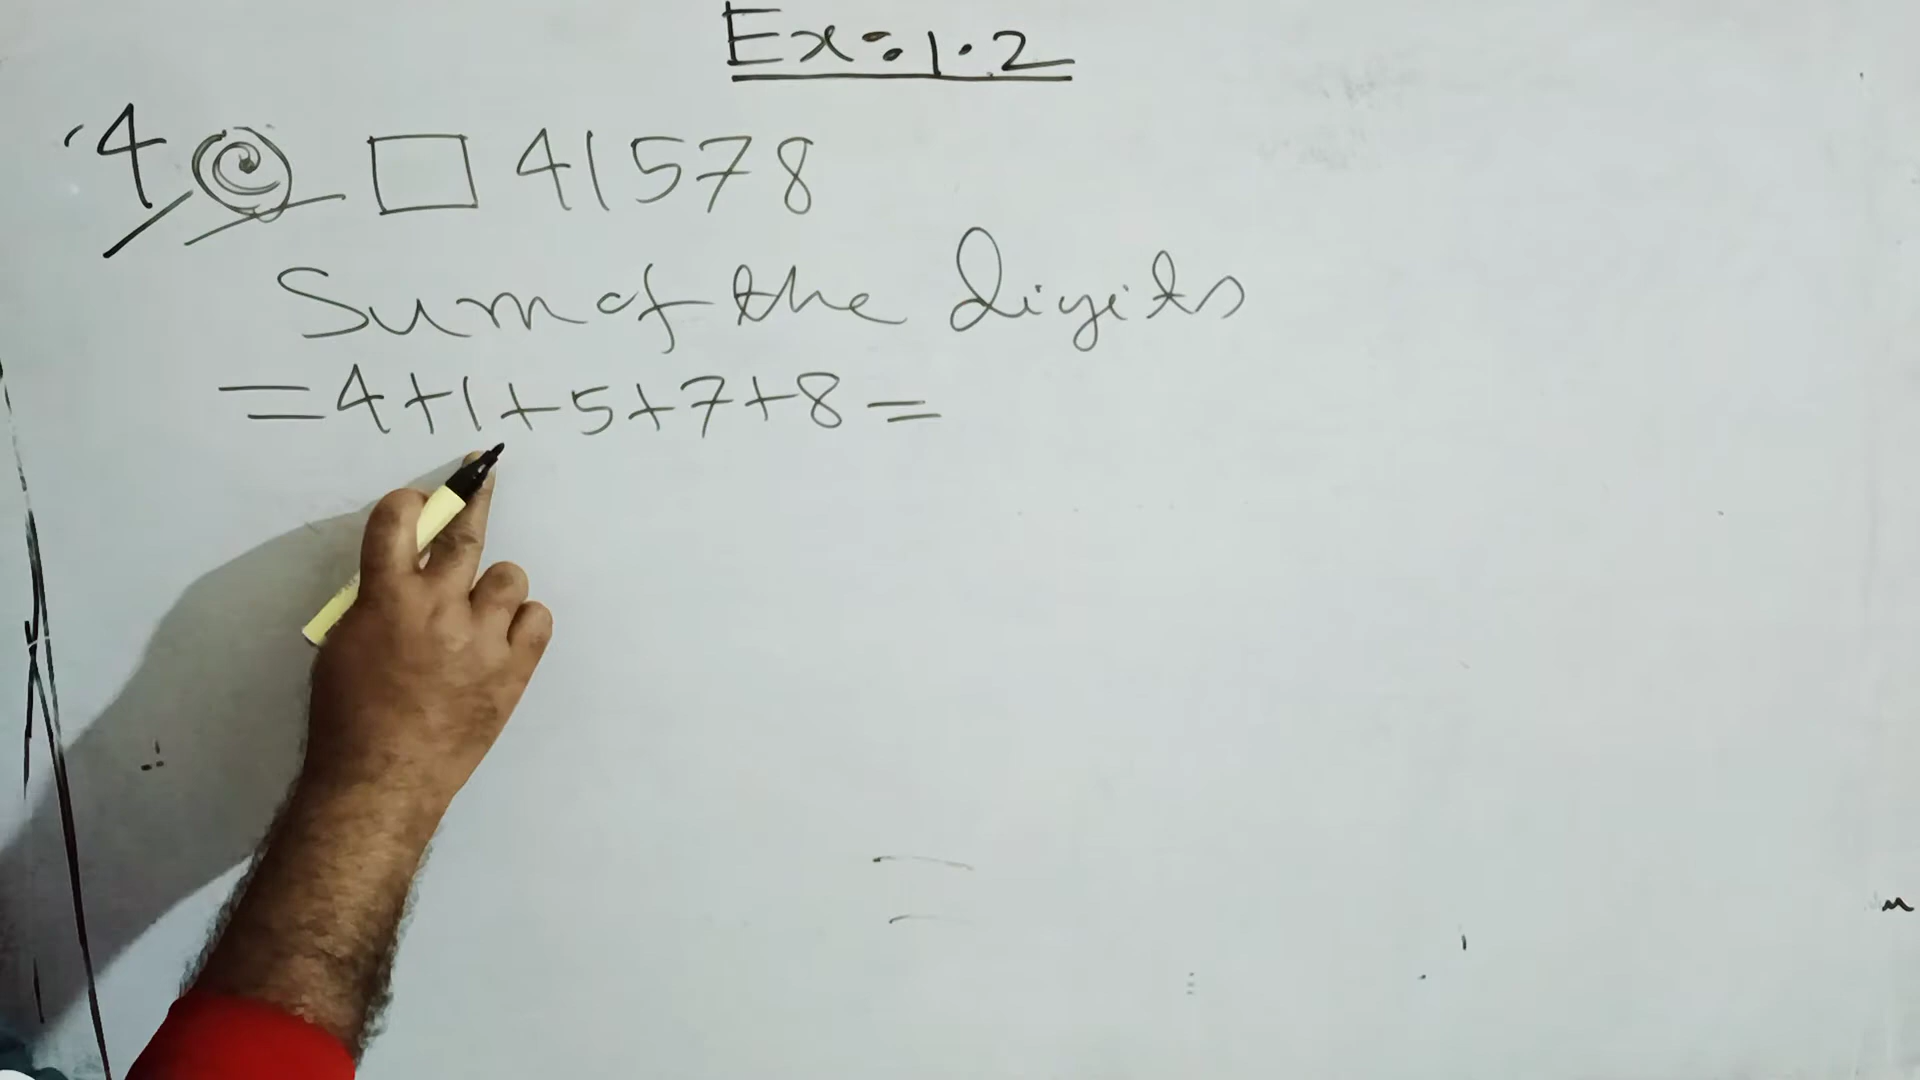 Ex:1.2
4 C □ 41578
Sum of the digits
=4+1+5+7+8=